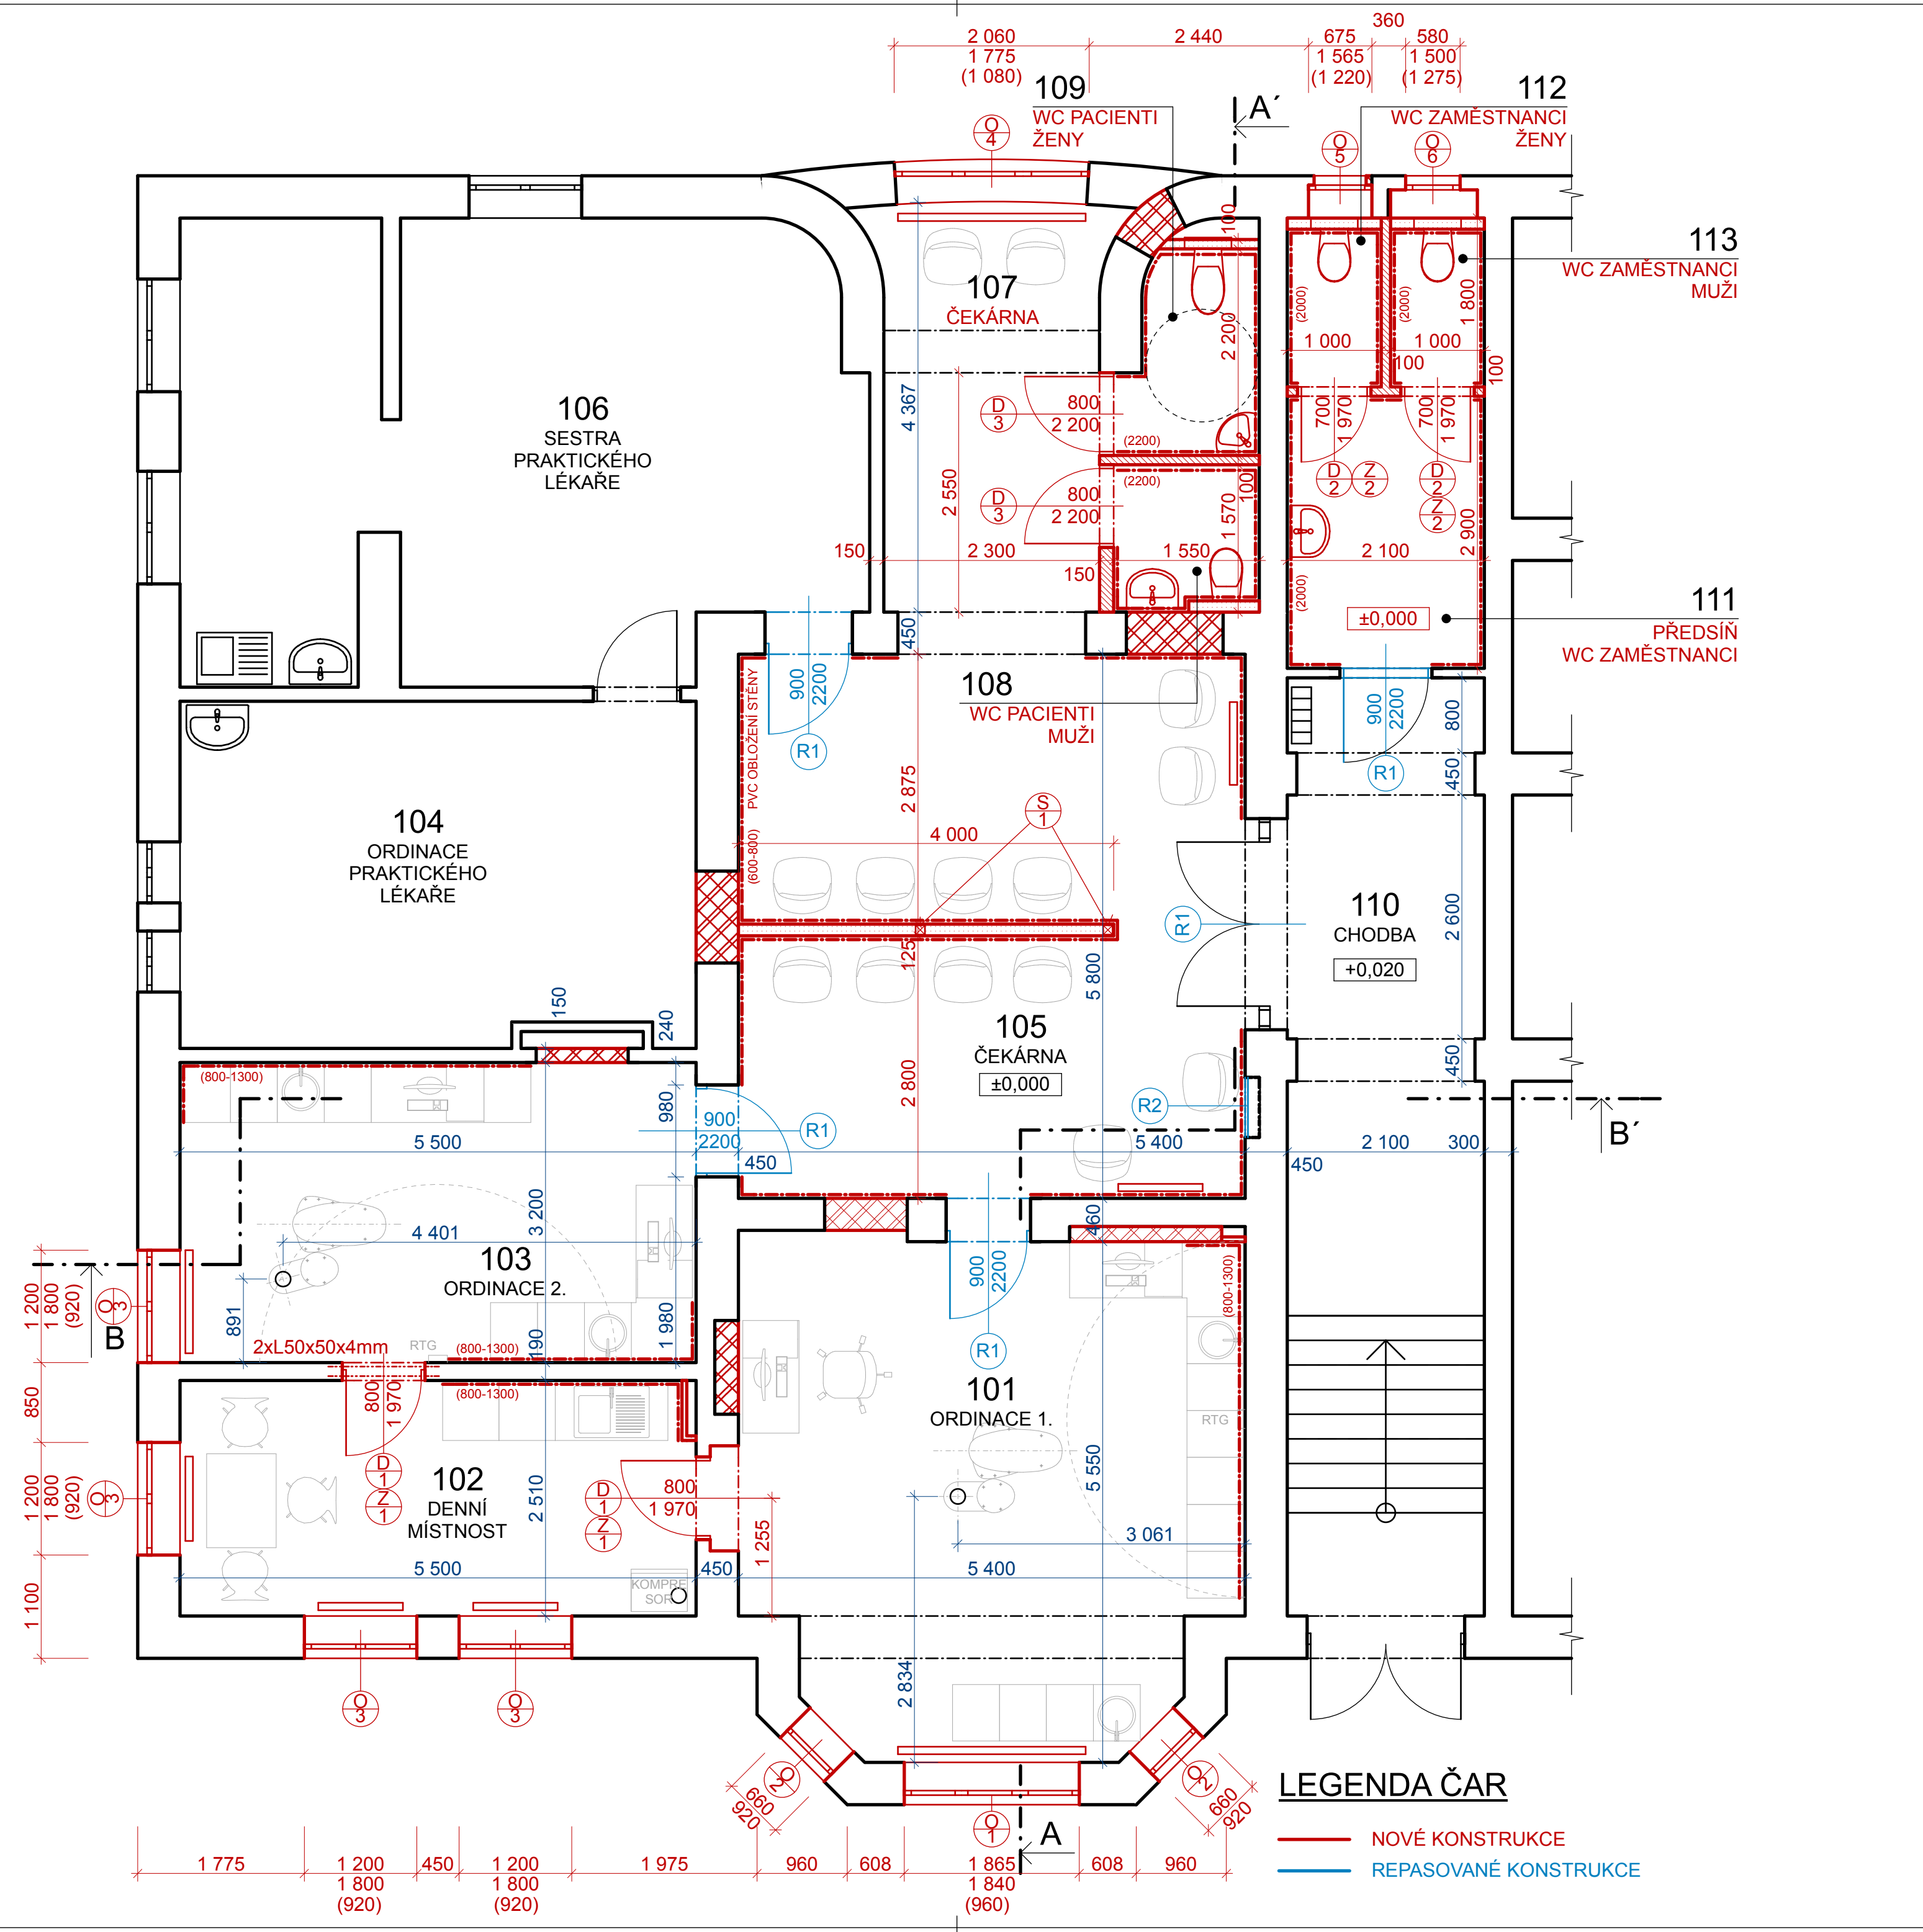 360
2 060
2 440
675
580
1 775
1 565
1 500
(1 080)
(1 220)
(1 275)
109
WC PACIENTI
ŽENY
A´
112
WC ZAMĚSTNANCI
ŽENY
O
4
O
5
O
6
100
113
WC ZAMĚSTNANCI
MUŽI
107
ČEKÁRNA
(2000)
(2000)
1 800
2 200
1 000
1 000
100
100
106
SESTRA
PRAKTICKÉHO
LÉKAŘE
4 367
D
3
800
2 200
(2200)
700
1 970
700
1 970
2 550
D
3
800
2 200
(2200)
100
1 570
D
2
Z
2
D
2
Z
2
2 900
150
2 300
1 550
150
2 100
(2000)
±0,000
111
PŘEDSÍŇ
WC ZAMĚSTNANCI
450
900
2200
R1
PVC OBLOŽENÍ STĚNY
(600-800)
108
WC PACIENTI
MUŽI
900
2200
R1
800
450
2 875
S
1
4 000
104
ORDINACE
PRAKTICKÉHO
LÉKAŘE
R1
110
CHODBA
+0,020
2 600
125
5 800
150
240
105
ČEKÁRNA
±0,000
450
(800-1300)
980
2 800
900
2200
R1
R2
B´
5 500
450
5 400
450
2 100
300
3 200
4 401
103
ORDINACE 2.
460
900
2200
R1
(800-1300)
1 200
1 800
(920)
O
3
B
891
2xL50x50x4mm
RTG
(800-1300)
190
1 980
850
800
1 970
(800-1300)
101
ORDINACE 1.
RTG
1 200
1 800
(920)
O
3
D
1
Z
1
102
DENNÍ
MÍSTNOST
2 510
D
1
Z
1
800
1 970
5 550
1 255
3 061
1 100
5 500
KOMPRE
SOR
450
5 400
2 834
O
3
O
3
O
2
660
920
O
2
660
920
O
1
A
LEGENDA ČAR
NOVÉ KONSTRUKCE
REPASOVANÉ KONSTRUKCE
1 775
1 200
450
1 200
1 975
960
608
1 865
608
960
1 800
1 800
1 840
(920)
(920)
(960)